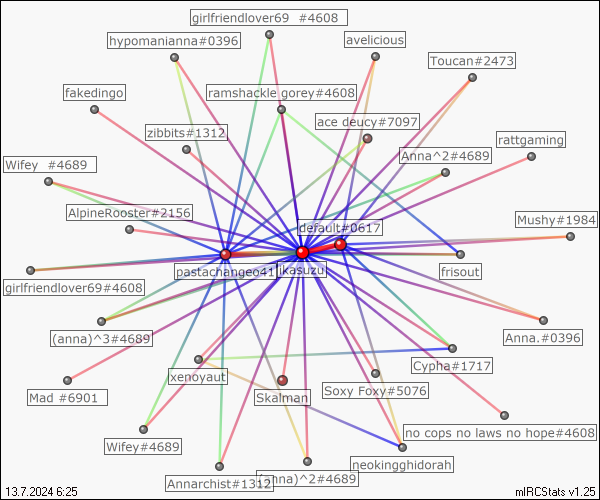 girlfriendlover69 #4608
hypomanianna#0396
avelicious
Toucan#2473
fakedingo
ramshackle gorey#4608
ace deucy#7097
zibbits#1312
rattgaming
Anna^2#4689
Wifey #4689
AlpineRooster#2156
Mushy#1984
default#0617
pastachangeo41
jikasuzu
frisout
girlfriendlover69#4608
(anna)^3#4689
Anna.#0396
Cypha#1717
xenoyaut
Mad #6901
Skalman
Soxy Foxy#5076
no cops no laws no hope#4608
Wifey#4689
neokingghidorah
Annarchist#1312
(anna)^2#4689
13.7.2024 6:25
mIRCStats v1.25